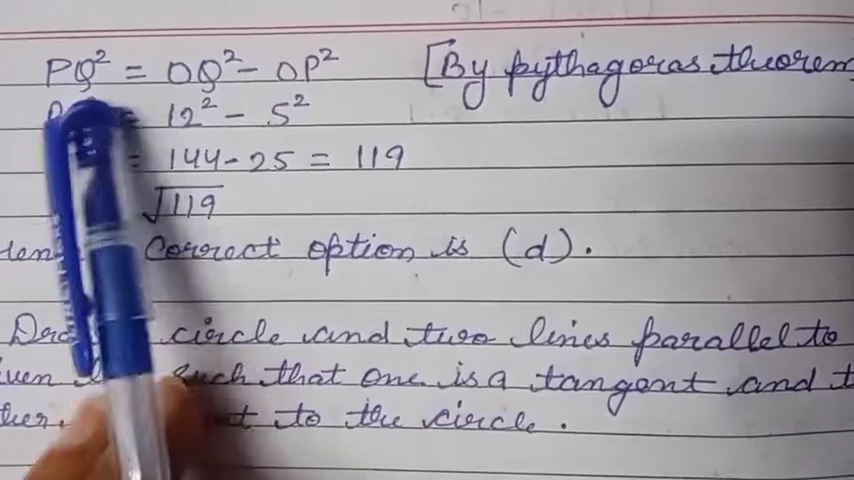 PQ² = OQ² - OP² [By pythagoras theorem
= 12² - 5²
= 144 - 25 = 119
√119
correct option is (d).
circle and two lines parallel to
such that one is a tangent and
to the circle.